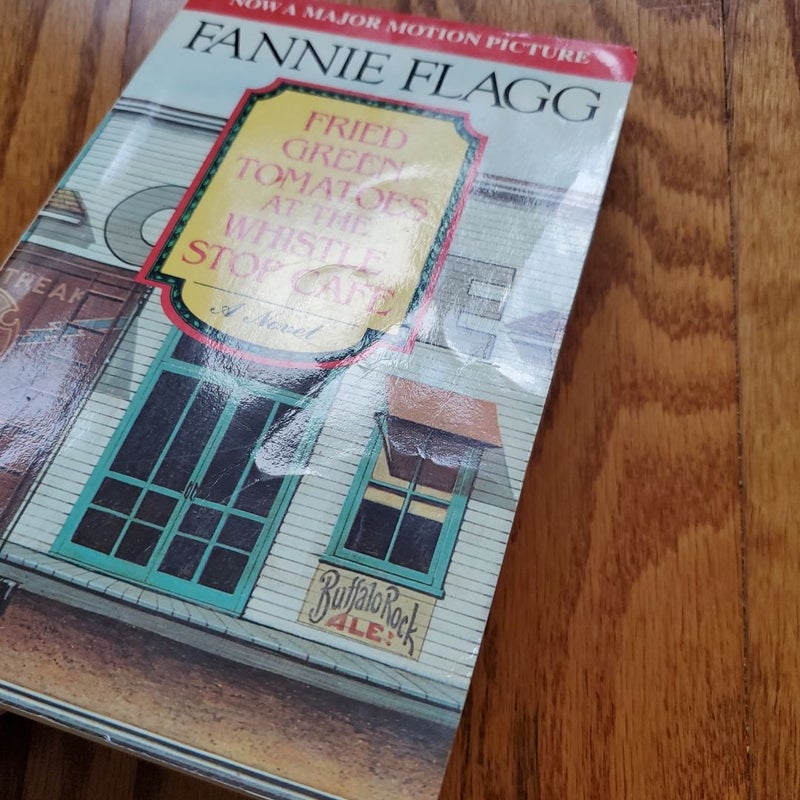 NOW A MAJOR MOTION PICTURE
FANNIE FLAGG
FRIED
GREEN
TOMATOES
AT THE
WHISTLE
STOP CAFE
A Novel
Buffalo Rock
ALE!